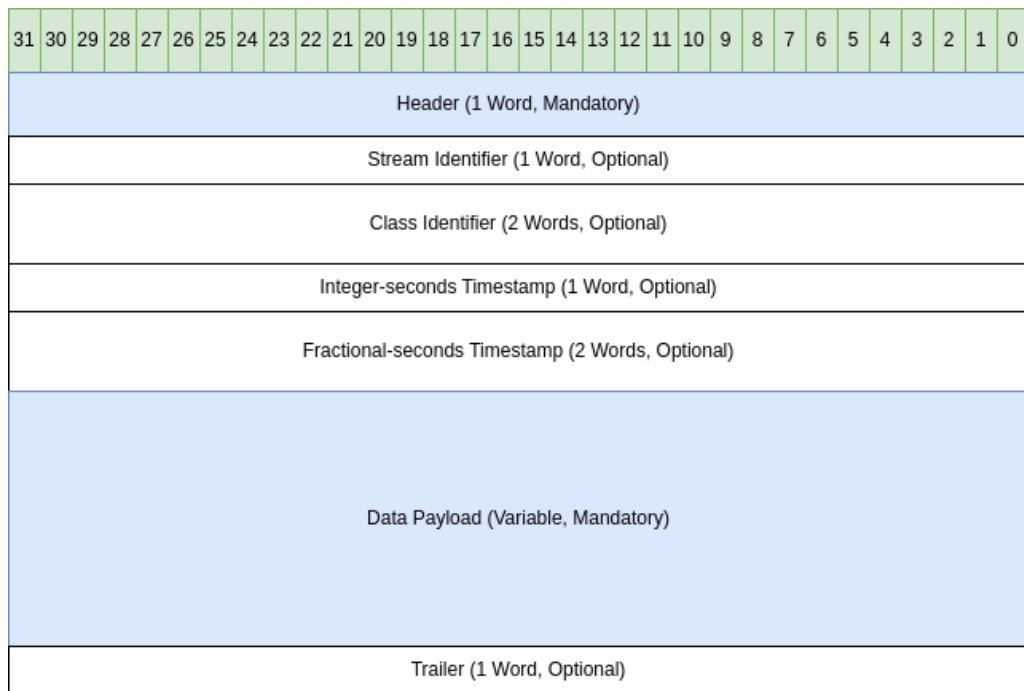 31 30 29 28 27 26 25 24 23 22 21 20 19 18 17 16 15 14 13 12 11 10 9 8 7 6 5 4 3 2 1 0
Header (1 Word, Mandatory)
Stream Identifier (1 Word, Optional)
Class Identifier (2 Words, Optional)
Integer-seconds Timestamp (1 Word, Optional)
Fractional-seconds Timestamp (2 Words, Optional)
Data Payload (Variable, Mandatory)
Trailer (1 Word, Optional)